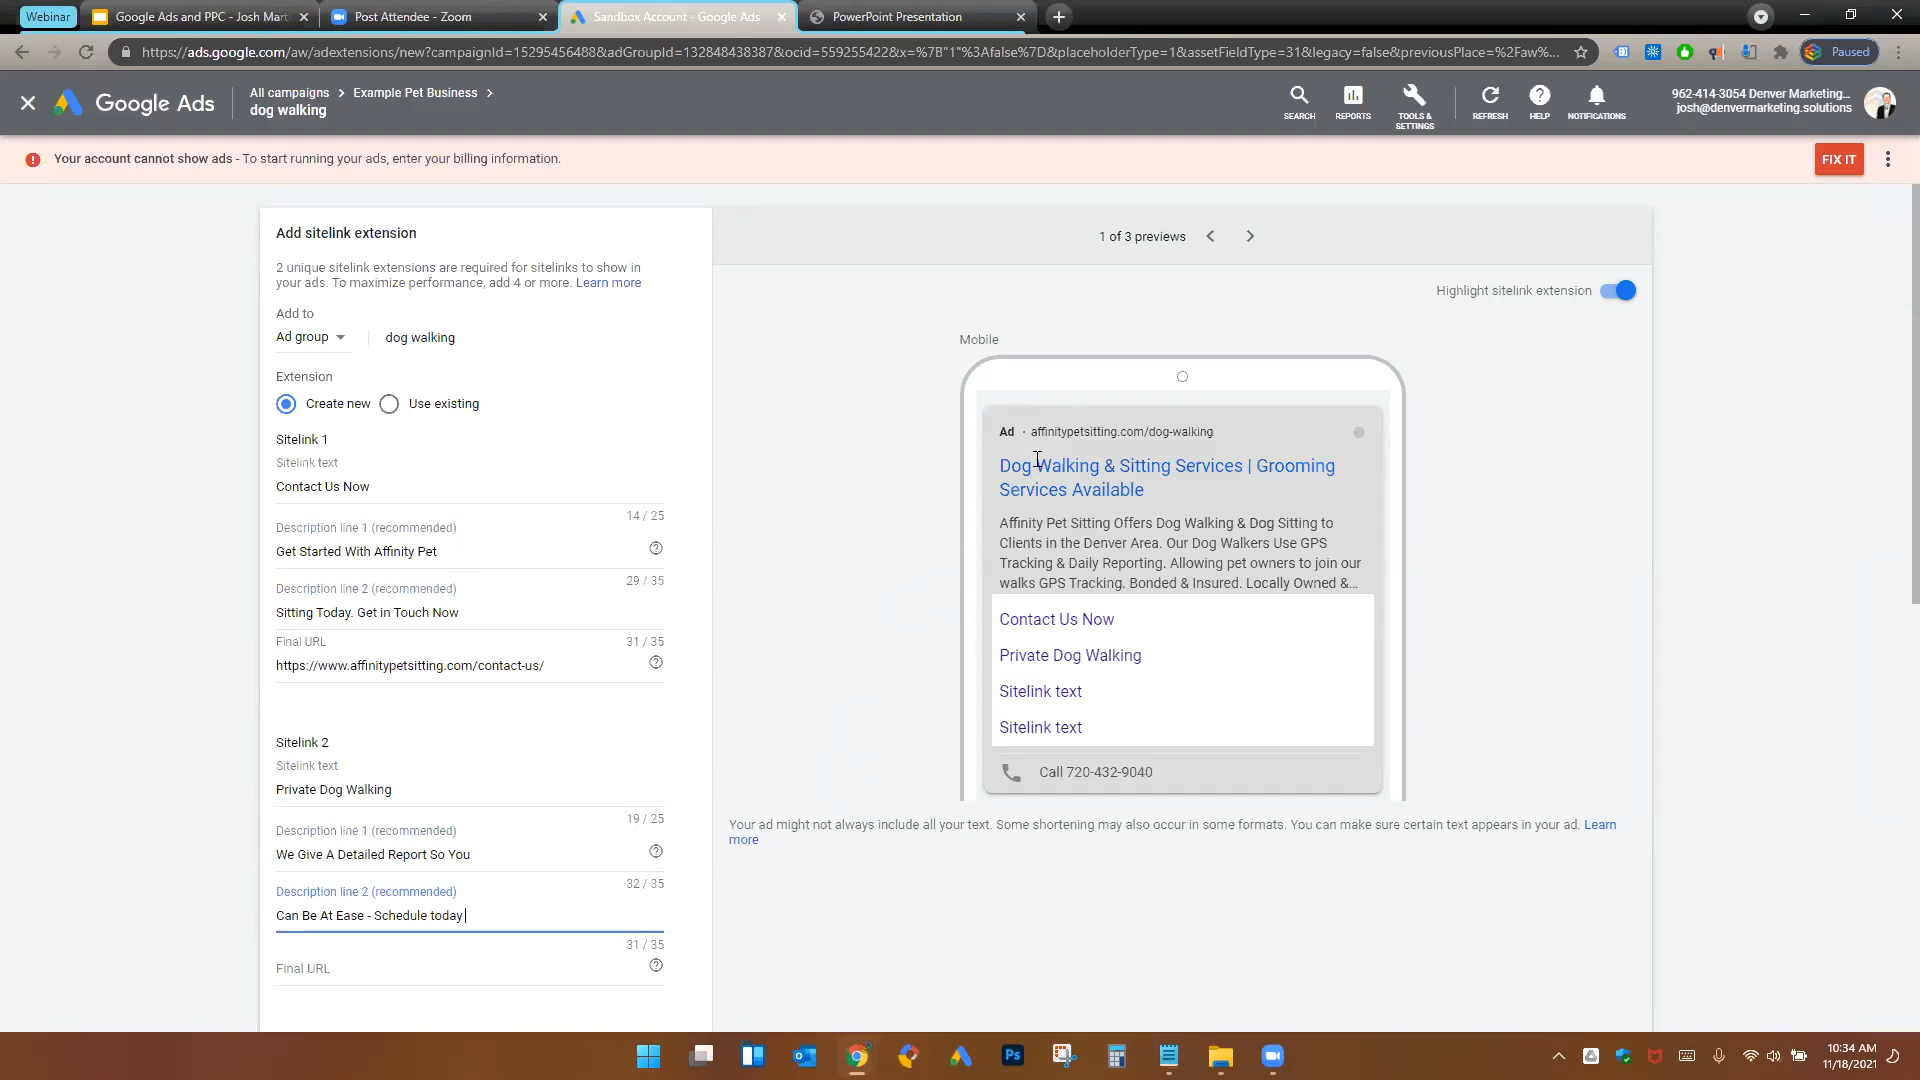 Webinar
Google Ads and PPC - Josh Mart
Post Attendee - Zoom
Sandbox Account - Google Ads
PowerPoint Presentation
https://ads.google.com/aw/adextensions/new?campaignId=15295456488&adGroupId=132848438387&ocid=559255422&x=%7B"1"%3Afalse%7D&placeholderType=1&assetFieldType=31&legacy=false&previousPlace=%2Faw%...
Paused
Google Ads
All campaigns > Example Pet Business >
dog walking
SEARCH
REPORTS
TOOLS &
SETTINGS
REFRESH
HELP
NOTIFICATIONS
962-414-3054 Denver Marketing...
josh@denvermarketing.solutions
Your account cannot show ads - To start running your ads, enter your billing information.
FIX IT
Add sitelink extension
2 unique sitelink extensions are required for sitelinks to show in
your ads. To maximize performance, add 4 or more. Learn more
Add to
Ad group
dog walking
Extension
Create new
Use existing
Sitelink 1
Sitelink text
Contact Us Now
14 / 25
Description line 1 (recommended)
Get Started With Affinity Pet
29 / 35
Description line 2 (recommended)
Sitting Today. Get in Touch Now
31 / 35
Final URL
https://www.affinitypetsitting.com/contact-us/
Sitelink 2
Sitelink text
Private Dog Walking
19 / 25
Description line 1 (recommended)
We Give A Detailed Report So You
32 / 35
Description line 2 (recommended)
Can Be At Ease - Schedule today
31 / 35
Final URL
1 of 3 previews
Highlight sitelink extension
Mobile
Ad · affinitypetsitting.com/dog-walking
Dog Walking & Sitting Services | Grooming
Services Available
Affinity Pet Sitting Offers Dog Walking & Dog Sitting to
Clients in the Denver Area. Our Dog Walkers Use GPS
Tracking & Daily Reporting. Allowing pet owners to join our
walks GPS Tracking. Bonded & Insured. Locally Owned &...
Contact Us Now
Private Dog Walking
Sitelink text
Sitelink text
Call 720-432-9040
Your ad might not always include all your text. Some shortening may also occur in some formats. You can make sure certain text appears in your ad. Learn
more
Ps
10:34 AM
11/18/2021